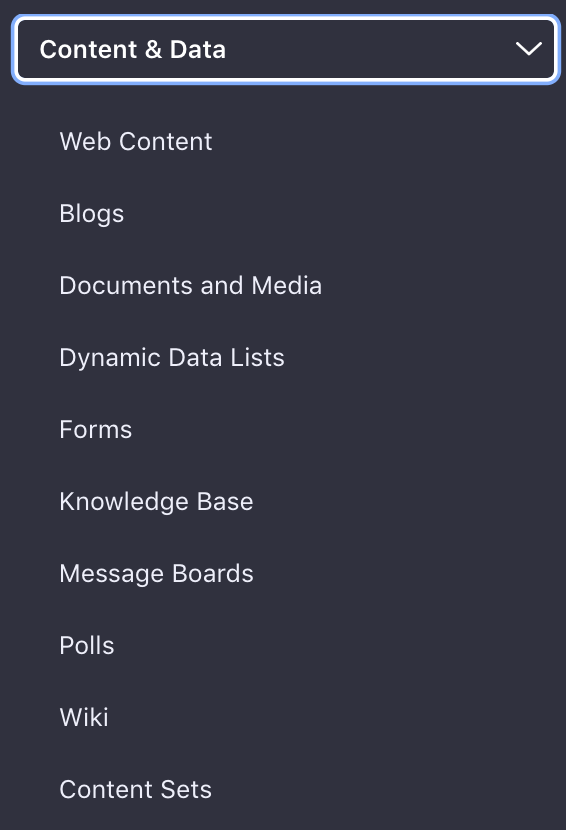 Content & Data
Web Content
Blogs
Documents and Media
Dynamic Data Lists
Forms
Knowledge Base
Message Boards
Polls
Wiki
Content Sets